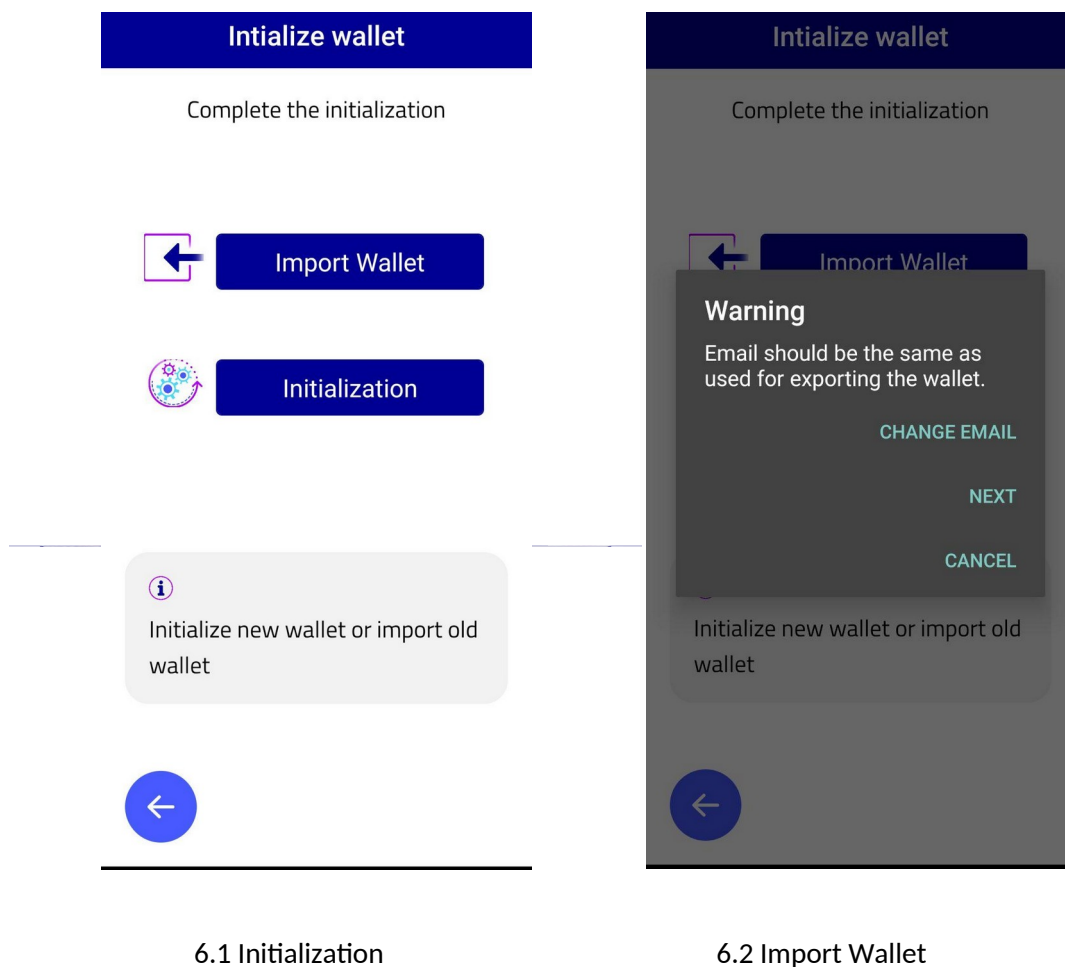 Intialize wallet
Complete the initialization
Import Wallet
Initialization
Initialize new wallet or import old
wallet
6.1 Initialization
Intialize wallet
Complete the initialization
Import Wallet
Warning
Email should be the same as
used for exporting the wallet.
CHANGE EMAIL
NEXT
CANCEL
Initialize new wallet or import old
wallet
6.2 Import Wallet